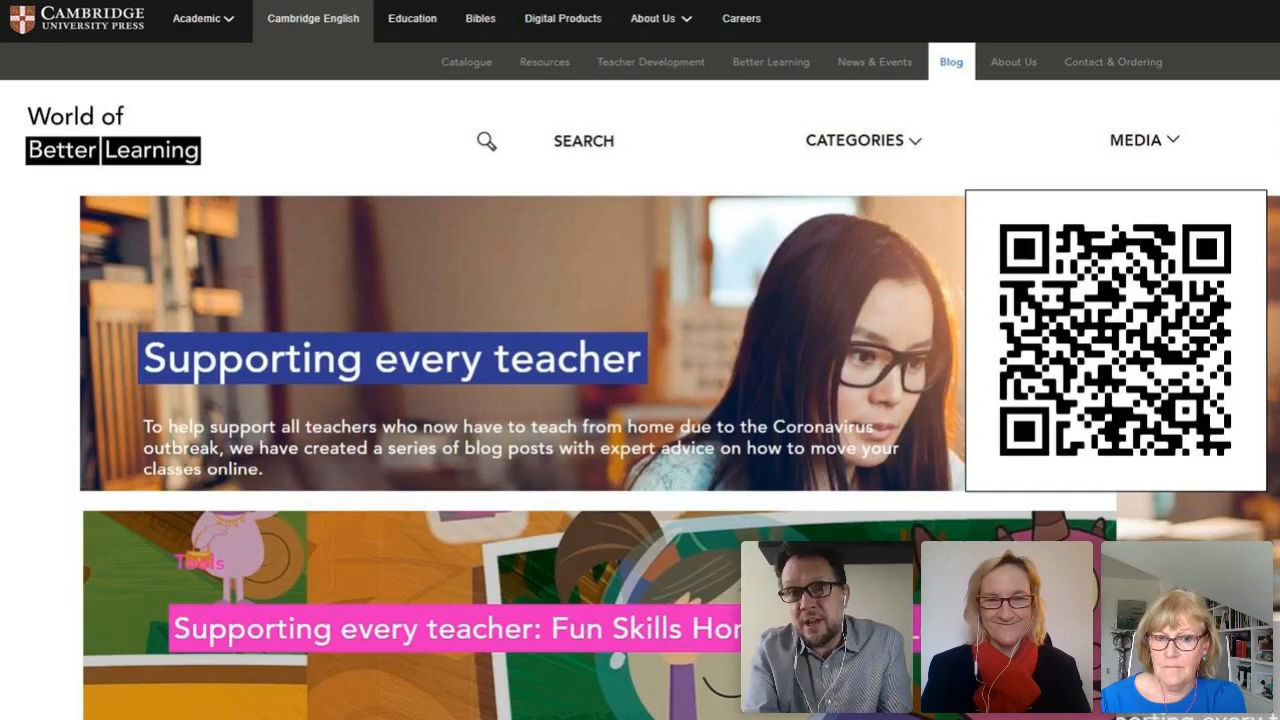 CAMBRIDGE
UNIVERSITY PRESS
Academic
Cambridge English
Education
Bibles
Digital Products
About Us
Careers
Catalogue
Resources
Teacher Development
Better Learning
News & Events
Blog
About Us
Contact & Ordering
World of
Better Learning
SEARCH
CATEGORIES
MEDIA
Supporting every teacher
To help support all teachers who now have to teach from home due to the Coronavirus
outbreak, we have created a series of blog posts with expert advice on how to move your
classes online.
Tools
Supporting every teacher: Fun Skills